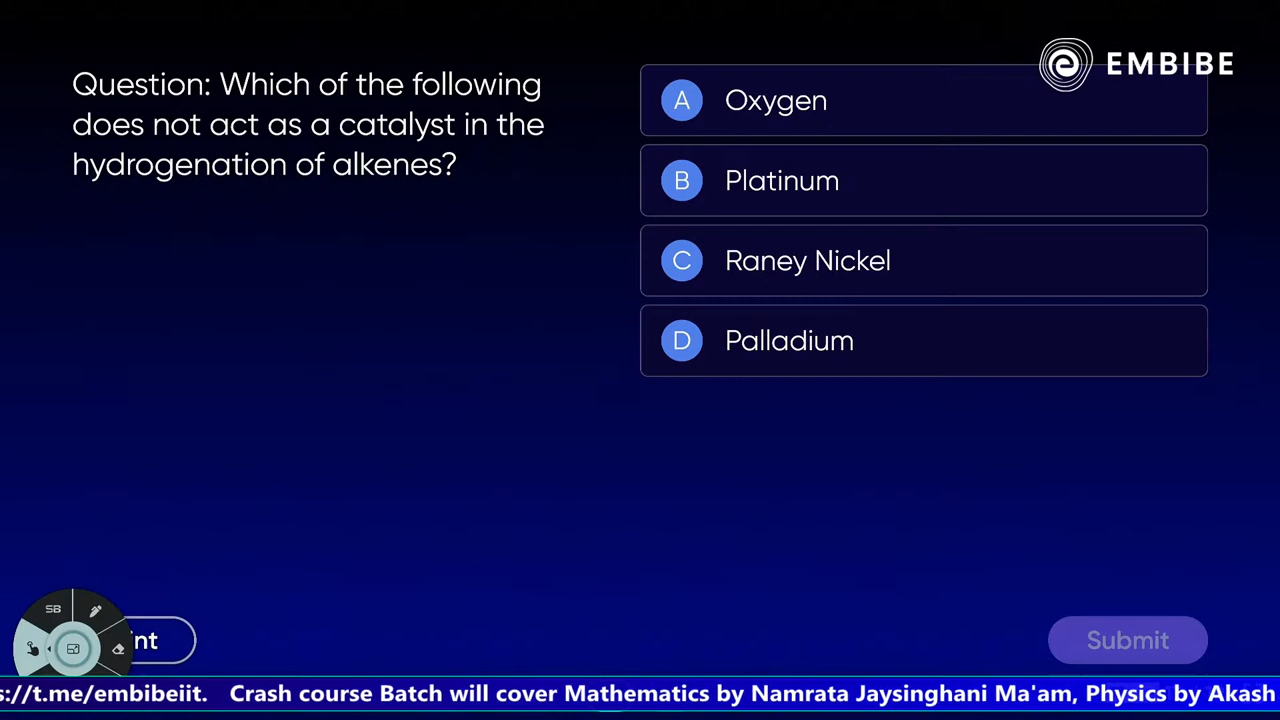 EMBIBE
Question: Which of the following
does not act as a catalyst in the
hydrogenation of alkenes?
A Oxygen
B Platinum
C Raney Nickel
D Palladium
SB
int
Submit
s://t.me/embibeiit. Crash course Batch will cover Mathematics by Namrata Jaysinghani Ma'am, Physics by Akash